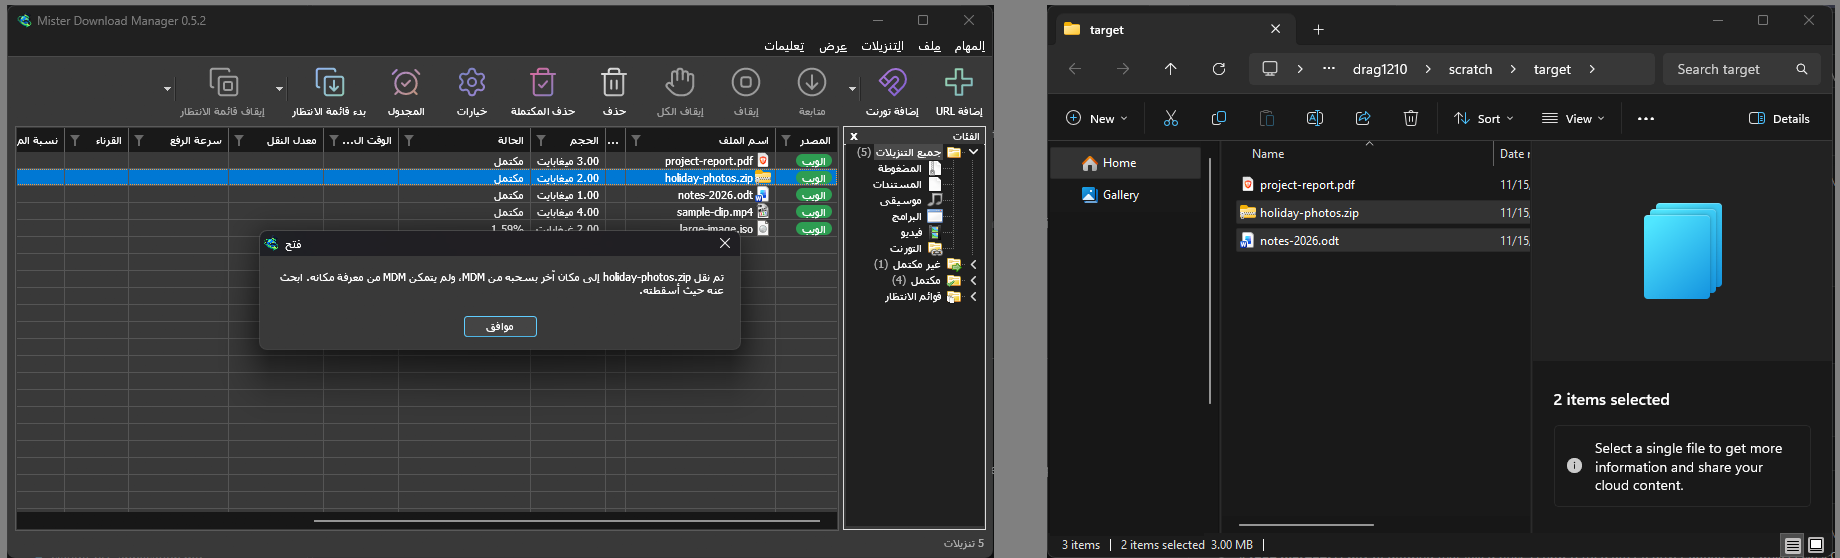 Mister Download Manager 0.5.2
المهام
ملف
التنزيلات
عرض
تعليمات
إضافة URL
إضافة تورنت
متابعة
إيقاف
إيقاف الكل
حذف
حذف المكتملة
خيارات
المجدول
بدء قائمة الانتظار
إيقاف قائمة الانتظار
الفئات
x
جميع التنزيلات (5)
المضغوطة
المستندات
موسيقى
البرامج
فيديو
التورنت
غير مكتمل (1)
مكتمل (4)
قوائم الانتظار
المصدر
اسم الملف
...
الحجم
الحالة
الوقت ال...
معدل النقل
سرعة الرفع
القرناء
نسبة الم
الويب project-report.pdf 3.00 ميغابايت مكتمل
الويب holiday-photos.zip 2.00 ميغابايت مكتمل
الويب notes-2026.odt 1.00 ميغابايت مكتمل
الويب sample-clip.mp4 4.00 ميغابايت مكتمل
الويب large-image.iso 2.00 غيغابايت 1.59%
فتح
تم نقل holiday-photos.zip إلى مكان آخر بسحبه من MDM، ولم يتمكن MDM من معرفة مكانه. ابحث
عنه حيث أسقطته.
موافق
5 تنزيلات
target
... drag1210 scratch target
Search target
New
Sort
View
...
Details
Home
Gallery
Name
Date r
project-report.pdf 11/15,
holiday-photos.zip 11/15,
notes-2026.odt 11/15,
2 items selected
Select a single file to get more
information and share your
cloud content.
3 items
2 items selected 3.00 MB